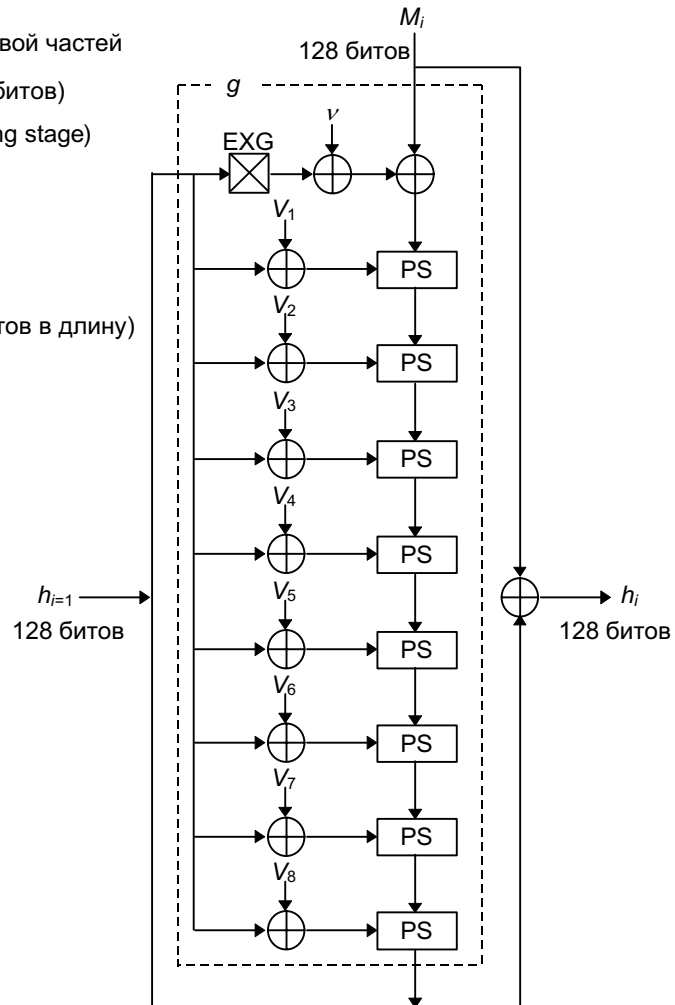 M_i
вой частей
128 битов
битов)
g
ng stage)
ν
EXG
V_1
PS
V_2
тов в длину)
PS
V_3
PS
V_4
PS
h_{i=1}
h_i
V_5
128 битов
128 битов
PS
V_6
PS
V_7
PS
V_8
PS